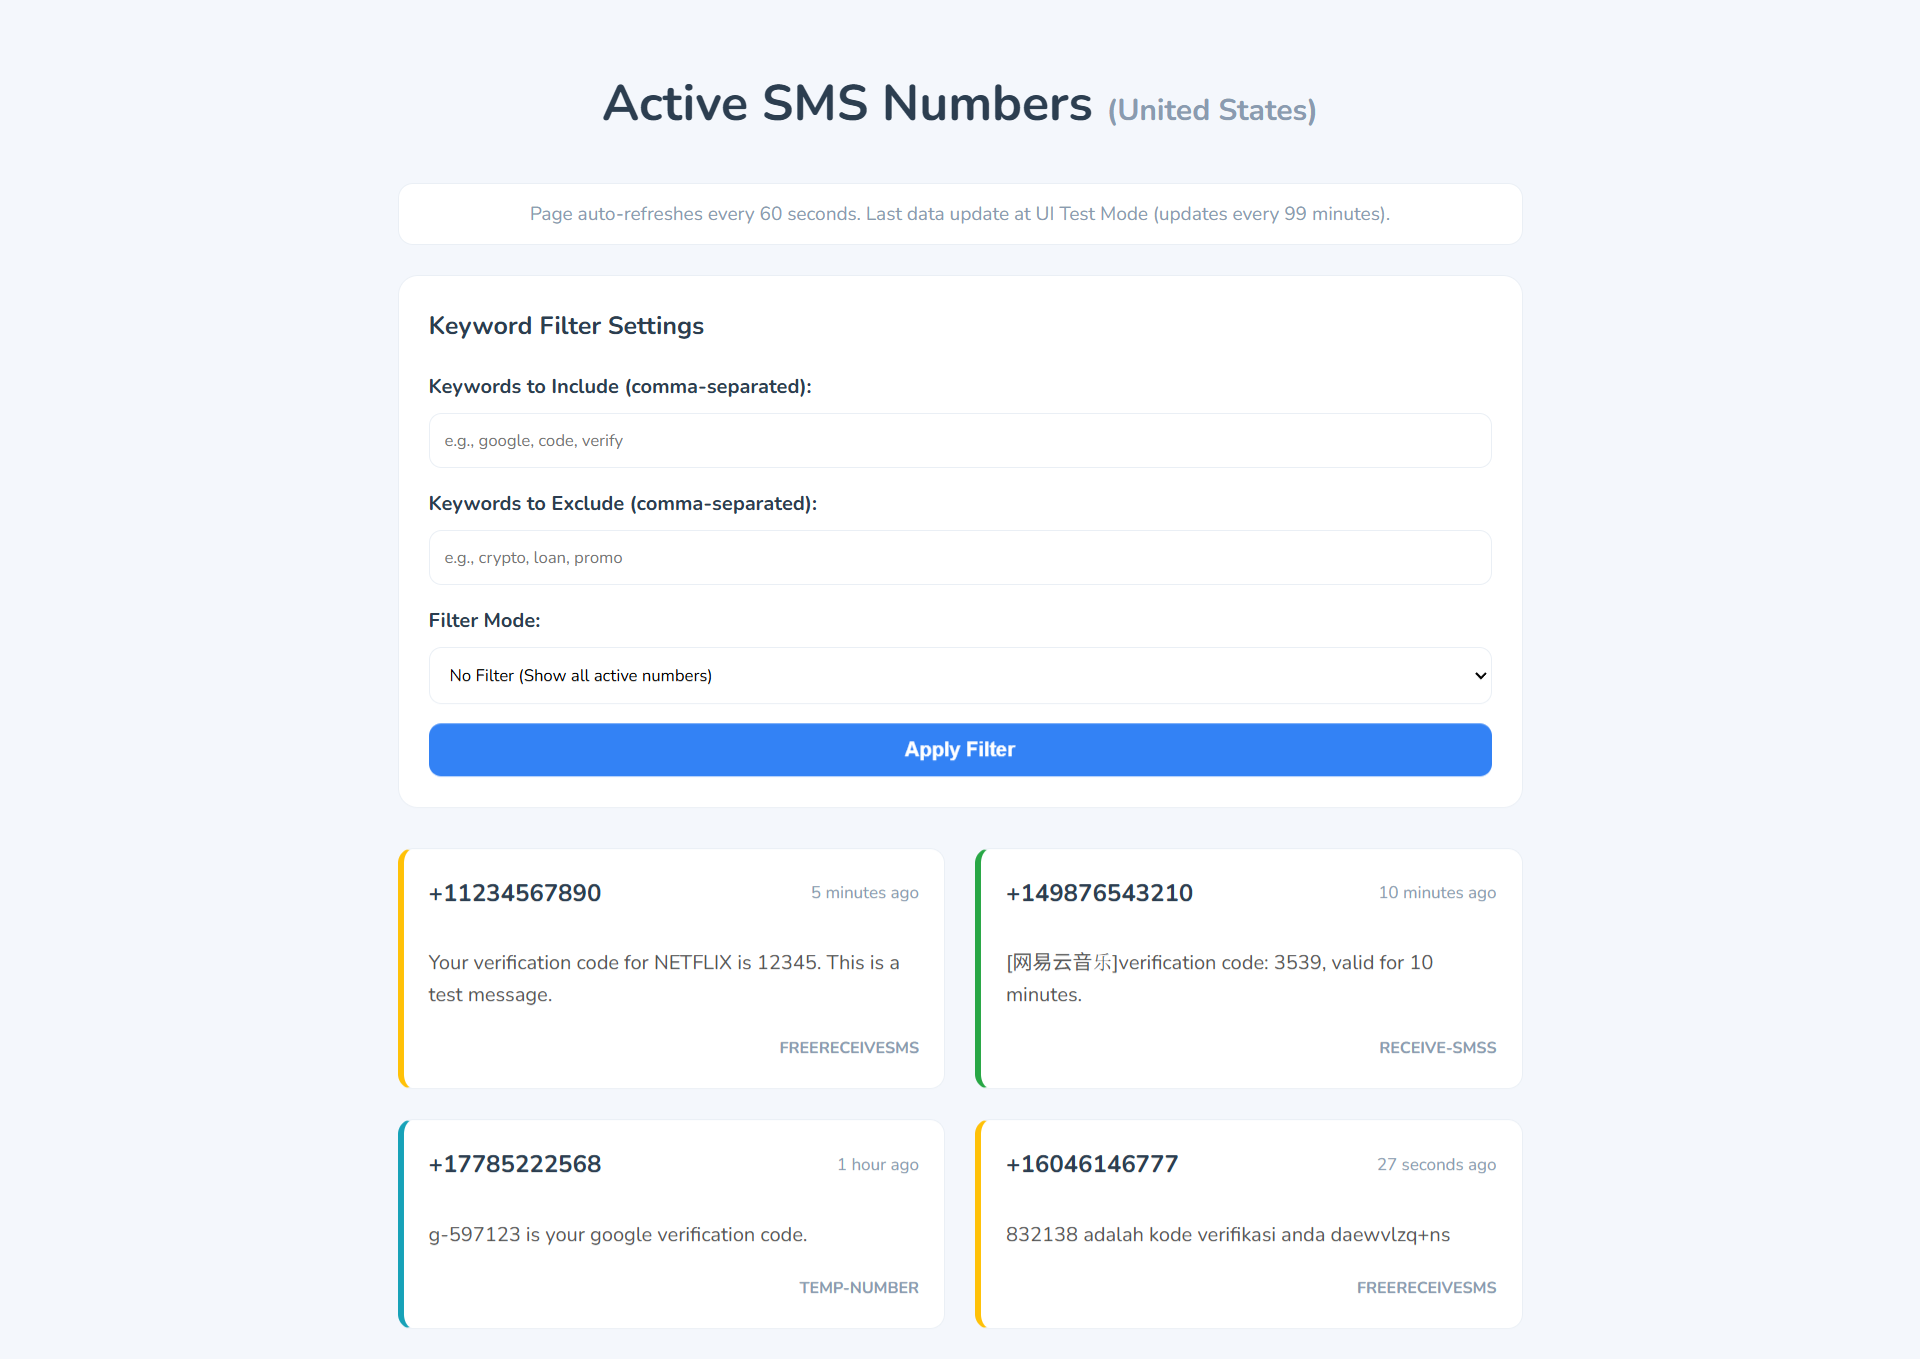 Active SMS Numbers (United States)
Page auto-refreshes every 60 seconds. Last data update at UI Test Mode (updates every 99 minutes).
Keyword Filter Settings
Keywords to Include (comma-separated):
e.g., google, code, verify
Keywords to Exclude (comma-separated):
e.g., crypto, loan, promo
Filter Mode:
No Filter (Show all active numbers)
Apply Filter
+11234567890
5 minutes ago
Your verification code for NETFLIX is 12345. This is a
test message.
FREERECEIVESMS
+149876543210
10 minutes ago
[网易云音乐]verification code: 3539, valid for 10
minutes.
RECEIVE-SMSS
+17785222568
1 hour ago
g-597123 is your google verification code.
TEMP-NUMBER
+16046146777
27 seconds ago
832138 adalah kode verifikasi anda daewvlzq+ns
FREERECEIVESMS